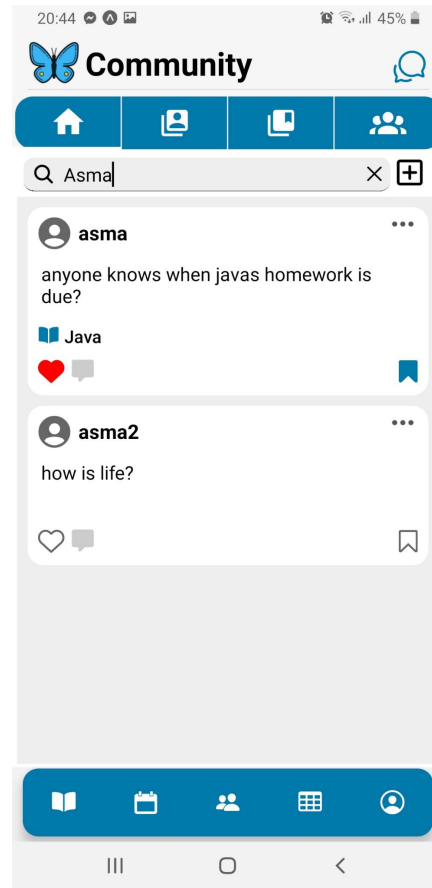 20:44
45%
Community
Asma
asma
anyone knows when javas homework is
due?
Java
asma2
how is life?